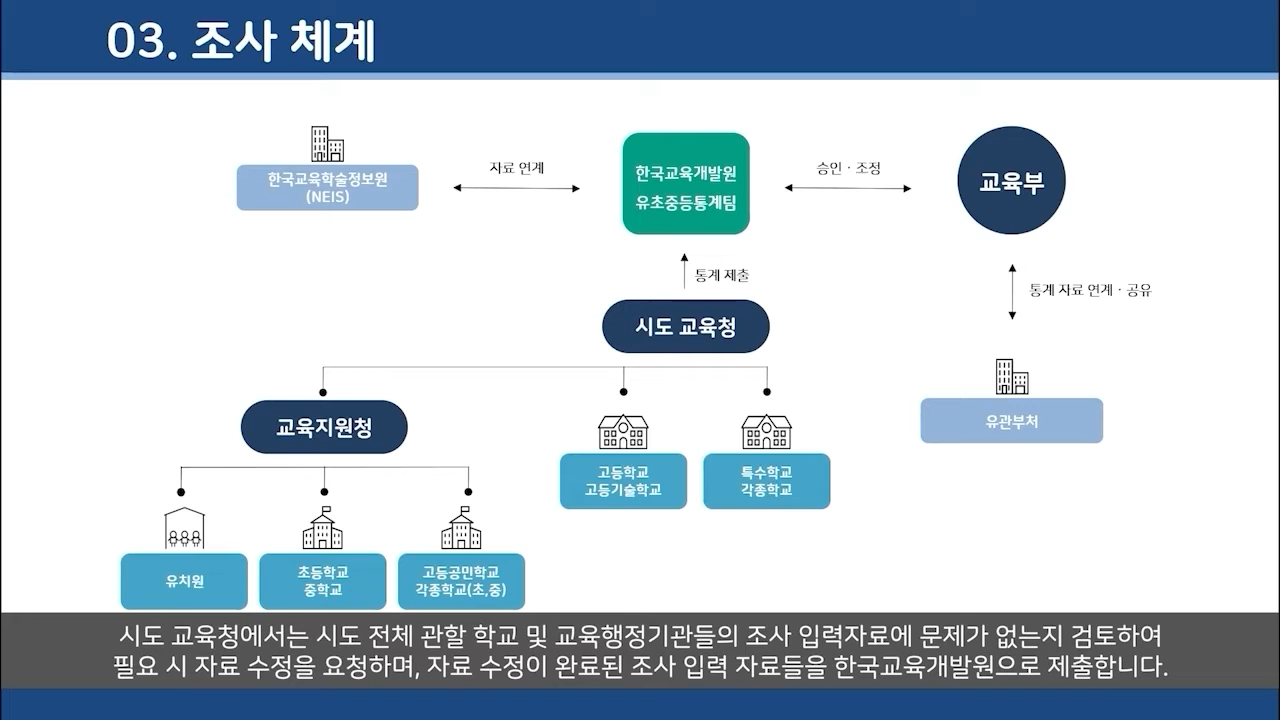 03. 조사 체계
한국교육학술정보원
(NEIS)
자료 연계
한국교육개발원
유초중등통계팀
승인 · 조정
교육부
통계 제출
통계 자료 연계 · 공유
시도 교육청
유관부처
교육지원청
고등학교
고등기술학교
특수학교
각종학교
유치원
초등학교
중학교
고등공민학교
각종학교(초,중)
시도 교육청에서는 시도 전체 관할 학교 및 교육행정기관들의 조사 입력자료에 문제가 없는지 검토하여
필요 시 자료 수정을 요청하며, 자료 수정이 완료된 조사 입력 자료들을 한국교육개발원으로 제출합니다.